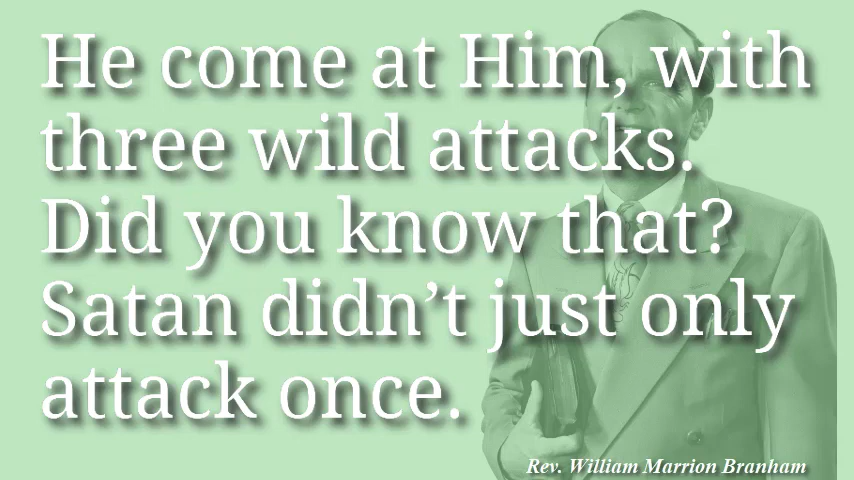 He come at Him, with
three wild attacks.
Did you know that?
Satan didn’t just only
attack once.
Rev. William Marrion Branham